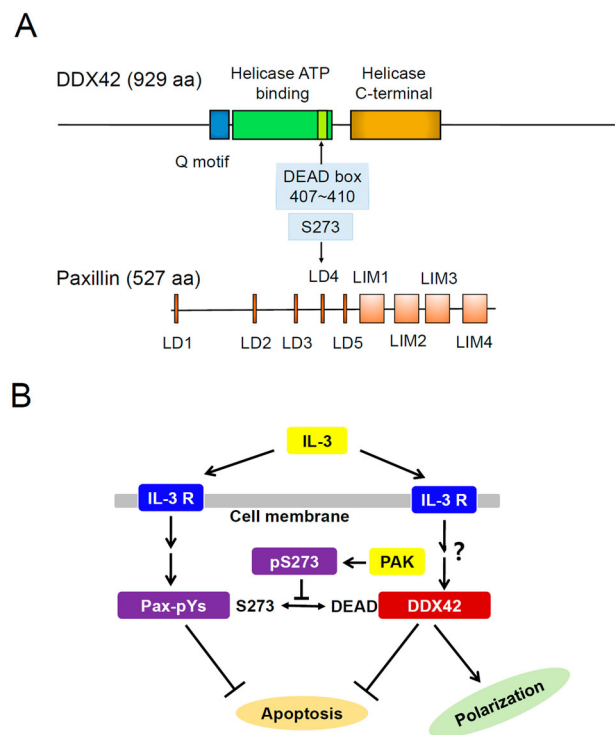 A
DDX42 (929 aa)
Helicase ATP
binding
Helicase
C-terminal
Q motif
DEAD box
407~410
S273
Paxillin (527 aa)
LD4
LIM1
LIM3
LD1
LD2
LD3
LD5
LIM2
LIM4
B
IL-3
IL-3 R
IL-3 R
Cell membrane
?
pS273
PAK
Pax-pYs
S273
DEAD
DDX42
Apoptosis
Polarization